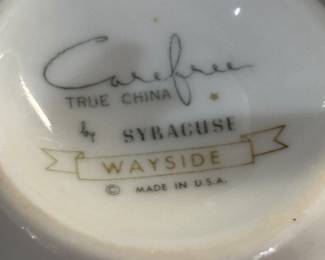 Carefree
TRUE CHINA
by SYRACUSE
WAYSIDE
© MADE IN U.S.A.